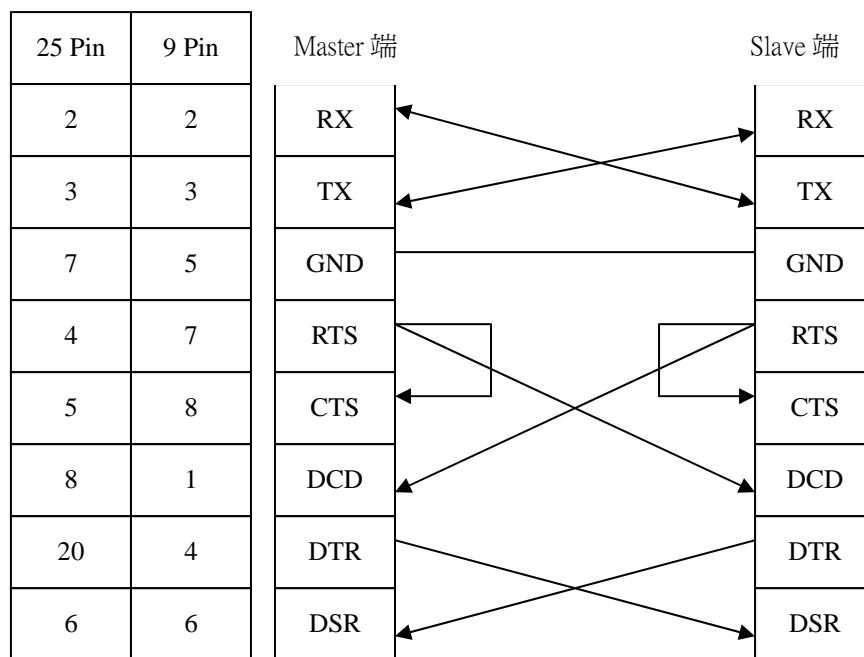 25 Pin 9 Pin Master 端 Slave 端
2 2 RX RX
3 3 TX TX
7 5 GND GND
4 7 RTS RTS
5 8 CTS CTS
8 1 DCD DCD
20 4 DTR DTR
6 6 DSR DSR